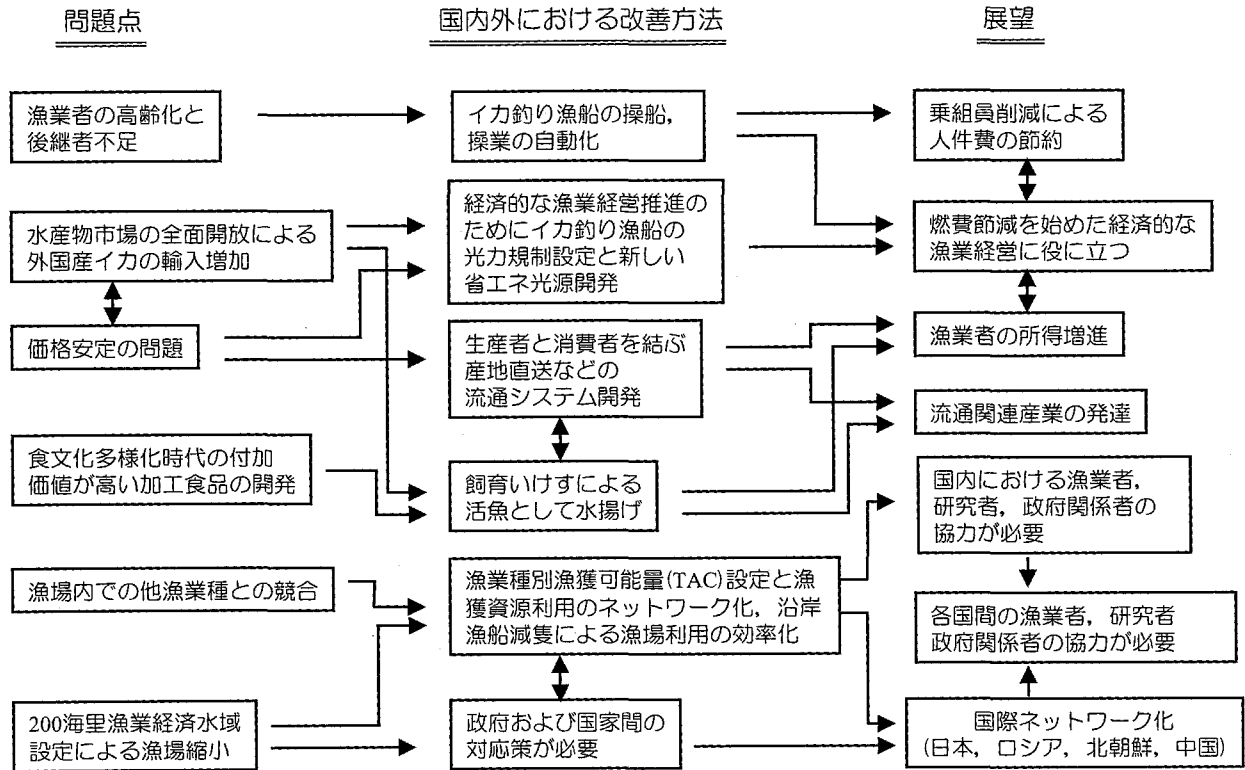 問題点
国内外における改善方法
展望
漁業者の高齢化と
後継者不足
イカ釣り漁船の操船，
操業の自動化
乗組員削減による
人件費の節約
水産物市場の全面開放による
外国産イカの輸入増加
経済的な漁業経営推進の
ためにイカ釣り漁船の
光力規制設定と新しい
省エネ光源開発
燃費節減を始めた経済的な
漁業経営に役に立つ
価格安定の問題
生産者と消費者を結ぶ
産地直送などの
流通システム開発
漁業者の所得増進
流通関連産業の発達
食文化多様化時代の付加
価値が高い加工食品の開発
飼育いけすによる
活魚として水揚げ
国内における漁業者，
研究者，政府関係者の
協力が必要
漁場内での他漁業種との競合
漁業種別漁獲可能量(TAC)設定と漁
獲資源利用のネットワーク化，沿岸
漁船減隻による漁場利用の効率化
各国間の漁業者，研究者
政府関係者の協力が必要
200海里漁業経済水域
設定による漁場縮小
政府および国家間の
対応策が必要
国際ネットワーク化
(日本，ロシア，北朝鮮，中国)